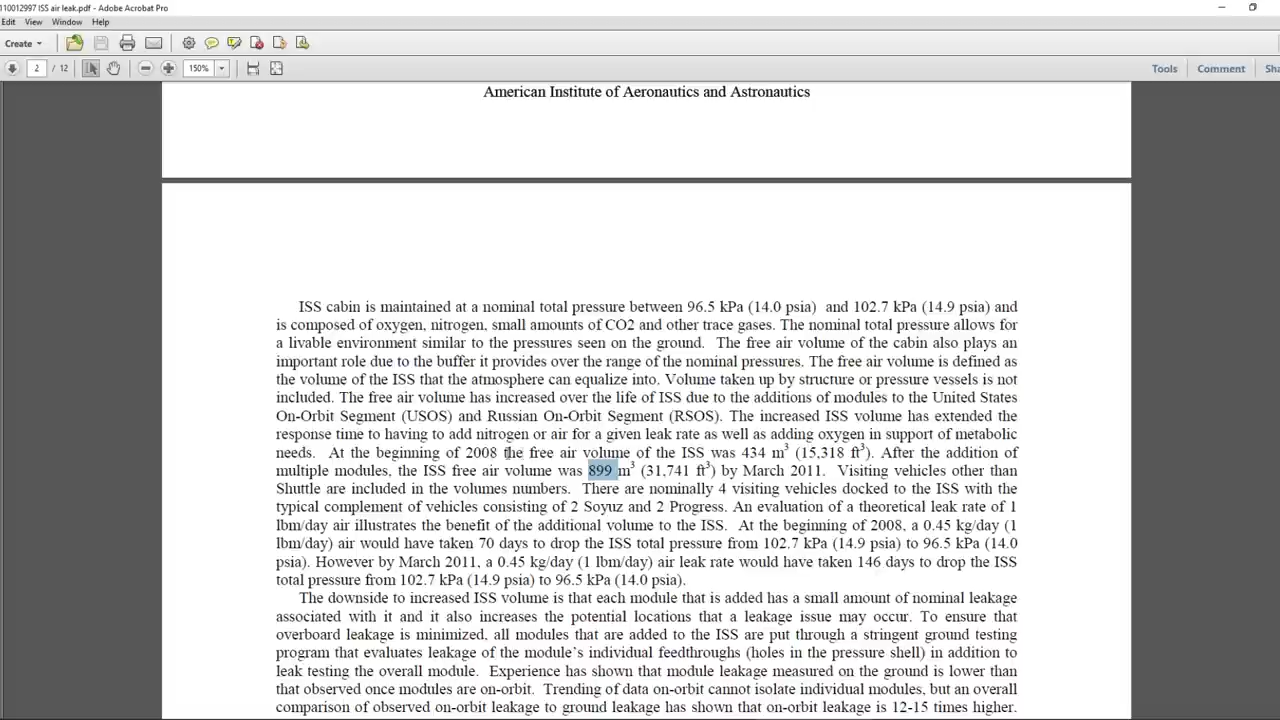 110012997 ISS air leak.pdf - Adobe Acrobat Pro
Edit View Window Help
Create
2 / 12 150% Tools Comment Sha
American Institute of Aeronautics and Astronautics
ISS cabin is maintained at a nominal total pressure between 96.5 kPa (14.0 psia) and 102.7 kPa (14.9 psia) and
is composed of oxygen, nitrogen, small amounts of CO2 and other trace gases. The nominal total pressure allows for
a livable environment similar to the pressures seen on the ground. The free air volume of the cabin also plays an
important role due to the buffer it provides over the range of the nominal pressures. The free air volume is defined as
the volume of the ISS that the atmosphere can equalize into. Volume taken up by structure or pressure vessels is not
included. The free air volume has increased over the life of ISS due to the additions of modules to the United States
On-Orbit Segment (USOS) and Russian On-Orbit Segment (RSOS). The increased ISS volume has extended the
response time to having to add nitrogen or air for a given leak rate as well as adding oxygen in support of metabolic
needs. At the beginning of 2008 the free air volume of the ISS was 434 m³ (15,318 ft³). After the addition of
multiple modules, the ISS free air volume was 899 m³ (31,741 ft³) by March 2011. Visiting vehicles other than
Shuttle are included in the volumes numbers. There are nominally 4 visiting vehicles docked to the ISS with the
typical complement of vehicles consisting of 2 Soyuz and 2 Progress. An evaluation of a theoretical leak rate of 1
lbm/day air illustrates the benefit of the additional volume to the ISS. At the beginning of 2008, a 0.45 kg/day (1
lbm/day) air would have taken 70 days to drop the ISS total pressure from 102.7 kPa (14.9 psia) to 96.5 kPa (14.0
psia). However by March 2011, a 0.45 kg/day (1 lbm/day) air leak rate would have taken 146 days to drop the ISS
total pressure from 102.7 kPa (14.9 psia) to 96.5 kPa (14.0 psia).
The downside to increased ISS volume is that each module that is added has a small amount of nominal leakage
associated with it and it also increases the potential locations that a leakage issue may occur. To ensure that
overboard leakage is minimized, all modules that are added to the ISS are put through a stringent ground testing
program that evaluates leakage of the module's individual feedthroughs (holes in the pressure shell) in addition to
leak testing the overall module. Experience has shown that module leakage measured on the ground is lower than
that observed once modules are on-orbit. Trending of data on-orbit cannot isolate individual modules, but an overall
comparison of observed on-orbit leakage to ground leakage has shown that on-orbit leakage is 12-15 times higher.